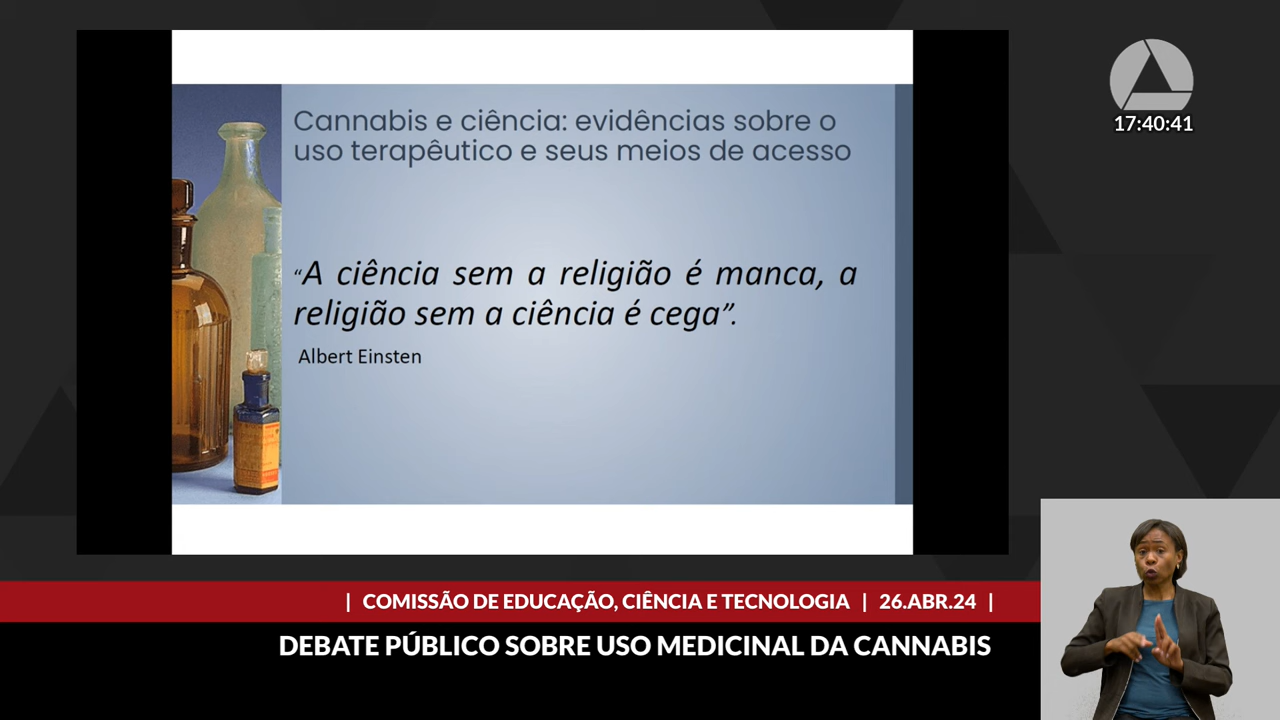 Cannabis e ciência: evidências sobre o
uso terapêutico e seus meios de acesso
“A ciência sem a religião é manca, a
religião sem a ciência é cega”.
Albert Einsten
17:40:41
| COMISSÃO DE EDUCAÇÃO, CIÊNCIA E TECNOLOGIA | 26.ABR.24 |
DEBATE PÚBLICO SOBRE USO MEDICINAL DA CANNABIS